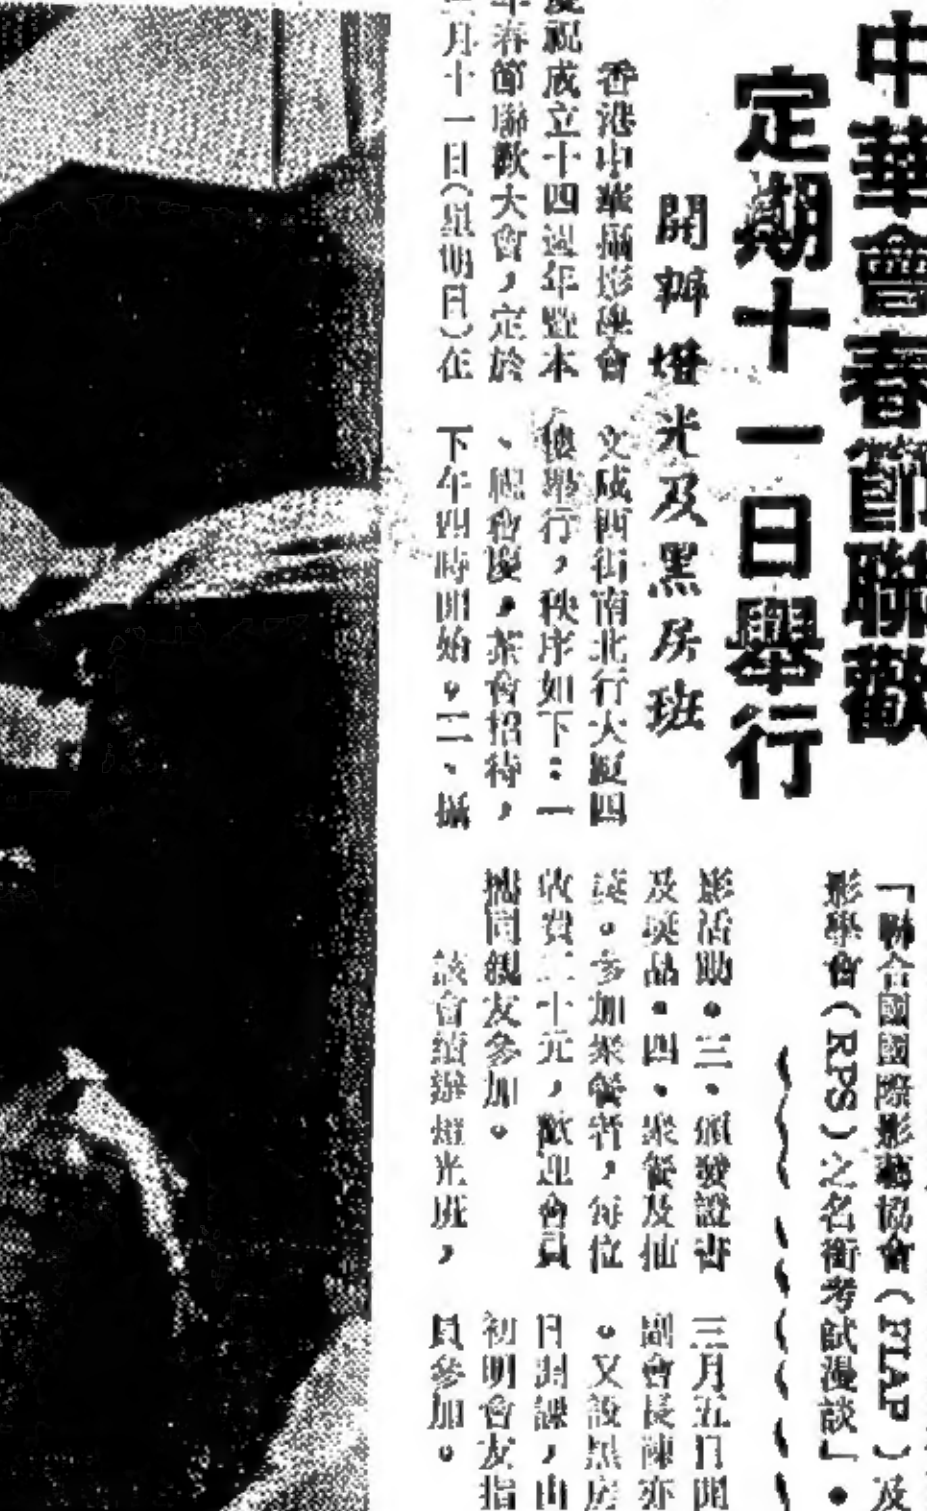 中華會春節聯歡
定期十一日舉行
開辦燈光及黑房班
香港中華攝影學會
慶祝成立十四週年暨本
年春節聯歡大會，定於
月十一日（星期日）在
文咸西街南北行大廈四
樓舉行，秩序如下：一
、祝會慶，茶會招待，
下午四時開始。二、攝
影活動。三、頒發證書
及奬品。四、聚餐及抽
奬。參加聚餐者，每位
收費二十元，歡迎會員
攜同親友參加。
該會續辦燈光班，
三月五日開
副會長陳亦
。又設黑房
日開課，由
初明會友指
員參加。
「聯合國國際影藝協會（FIAP）及
影學會（RPS）之名銜考試漫談」。